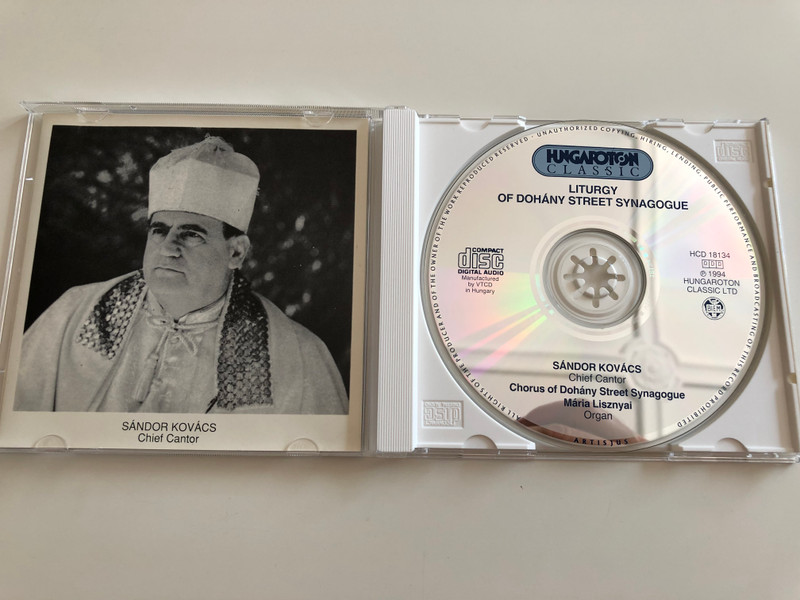 SÁNDOR KOVÁCS
Chief Cantor
ALL RIGHTS OF THE PRODUCER AND OF THE OWNER OF THE WORK REPRODUCED RESERVED - UNAUTHORIZED COPYING, HIRING, LENDING, PUBLIC PERFORMANCE AND BROADCASTING OF THIS RECORD PROHIBITED
HUNGAROTON
CLASSIC
LITURGY
OF DOHÁNY STREET SYNAGOGUE
COMPACT
disc
DIGITAL AUDIO
Manufactured
by VTCD
in Hungary
HCD 18134
DDD
℗ 1994
HUNGAROTON
CLASSIC LTD
BIEM
SÁNDOR KOVÁCS
Chief Cantor
Chorus of Dohány Street Synagogue
Mária Lisznyai
Organ
ARTISJUS